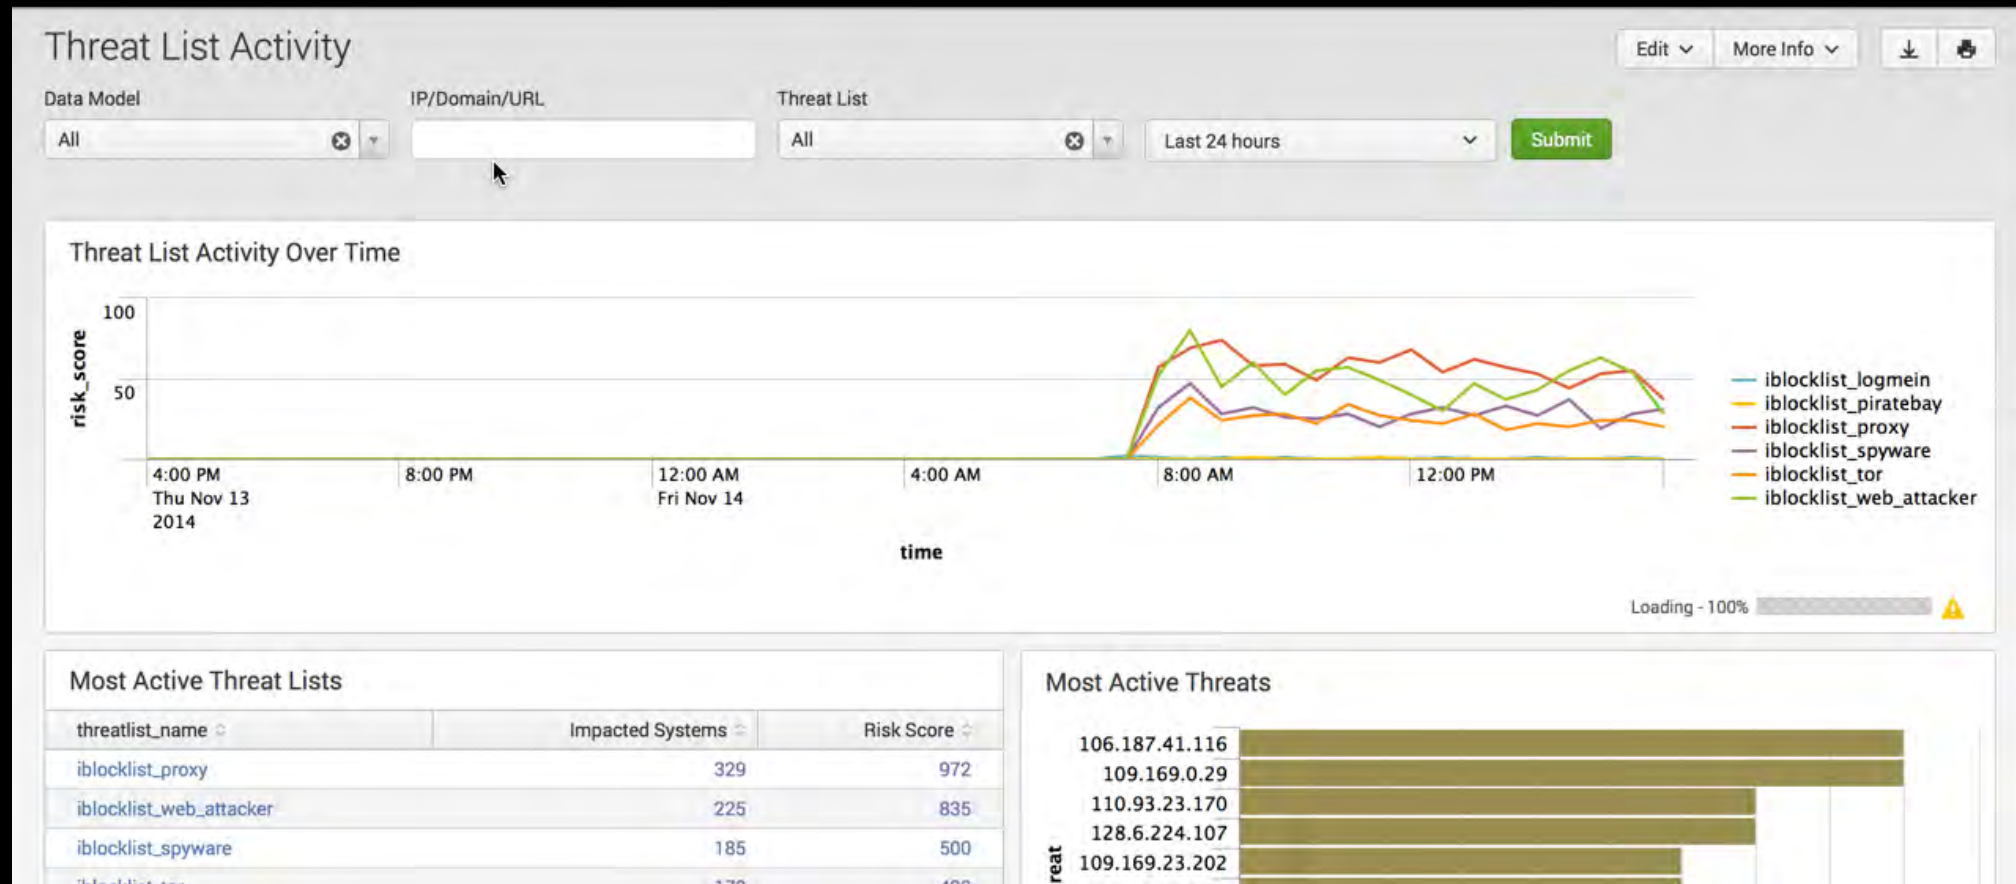 Threat List Activity
Edit More Info
Data Model IP/Domain/URL Threat List
All All Last 24 hours Submit
Threat List Activity Over Time
risk_score
100
50
4:00 PM 8:00 PM 12:00 AM 4:00 AM 8:00 AM 12:00 PM
Thu Nov 13 Fri Nov 14
2014
time
iblocklist_logmein
iblocklist_piratebay
iblocklist_proxy
iblocklist_spyware
iblocklist_tor
iblocklist_web_attacker
Loading - 100%
Most Active Threat Lists
threatlist_name Impacted Systems Risk Score
iblocklist_proxy 329 972
iblocklist_web_attacker 225 835
iblocklist_spyware 185 500
Most Active Threats
106.187.41.116
109.169.0.29
110.93.23.170
128.6.224.107
109.169.23.202